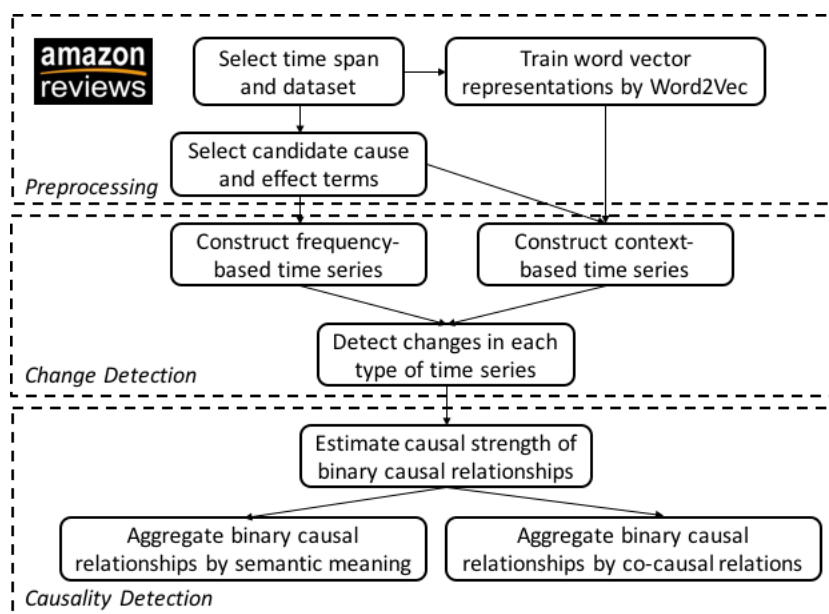 amazon
reviews
Select time span
and dataset
Train word vector
representations by Word2Vec
Select candidate cause
and effect terms
Preprocessing
Construct frequency-
based time series
Construct context-
based time series
Detect changes in each
type of time series
Change Detection
Estimate causal strength of
binary causal relationships
Aggregate binary causal
relationships by semantic meaning
Aggregate binary causal
relationships by co-causal relations
Causality Detection